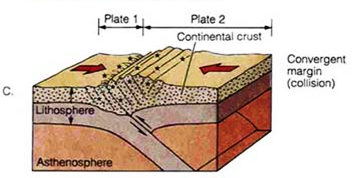 Plate 1
Plate 2
Continental crust
Convergent
margin
(collision)
C.
Lithosphere
Asthenosphere